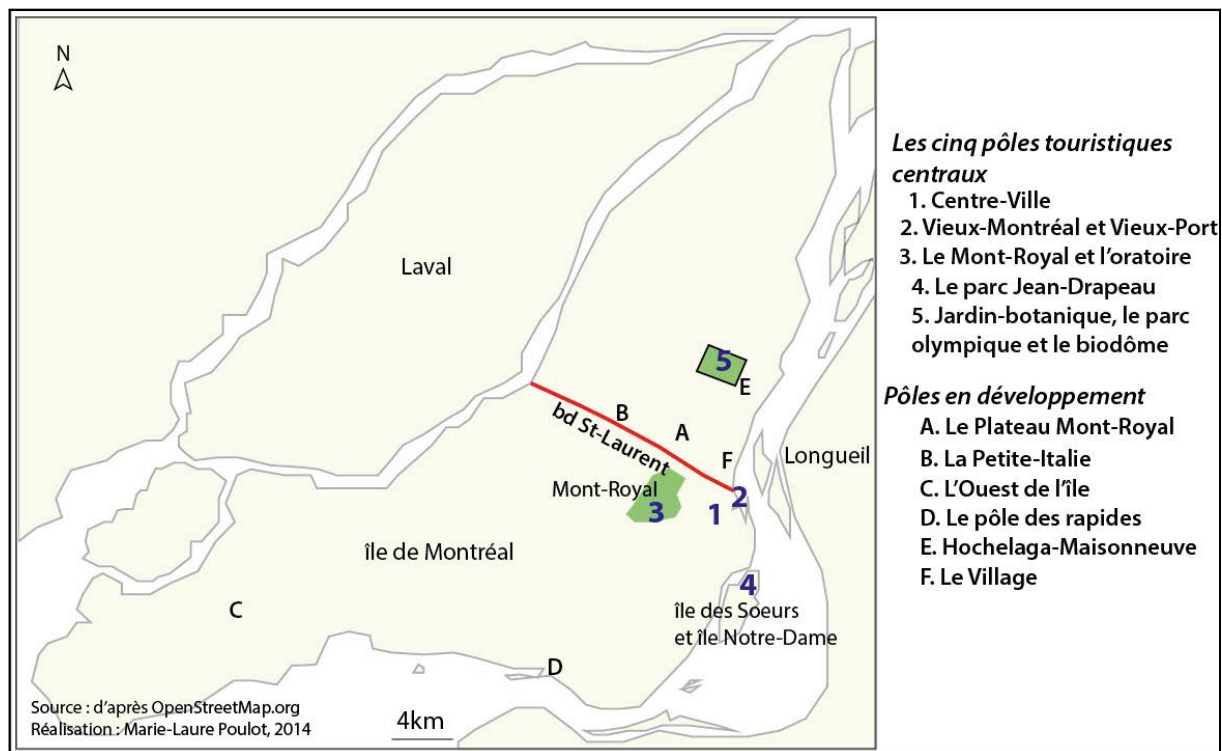 N
Laval
5
E
B
A
bd St-Laurent
F
Longueil
Mont-Royal
2
3
1
île de Montréal
4
C
île des Soeurs
et île Notre-Dame
D
Source : d'après OpenStreetMap.org
Réalisation : Marie-Laure Poulot, 2014
4km
Les cinq pôles touristiques
centraux
1. Centre-Ville
2. Vieux-Montréal et Vieux-Port
3. Le Mont-Royal et l'oratoire
4. Le parc Jean-Drapeau
5. Jardin-botanique, le parc
olympique et le biodôme
Pôles en développement
A. Le Plateau Mont-Royal
B. La Petite-Italie
C. L'Ouest de l'île
D. Le pôle des rapides
E. Hochelaga-Maisonneuve
F. Le Village